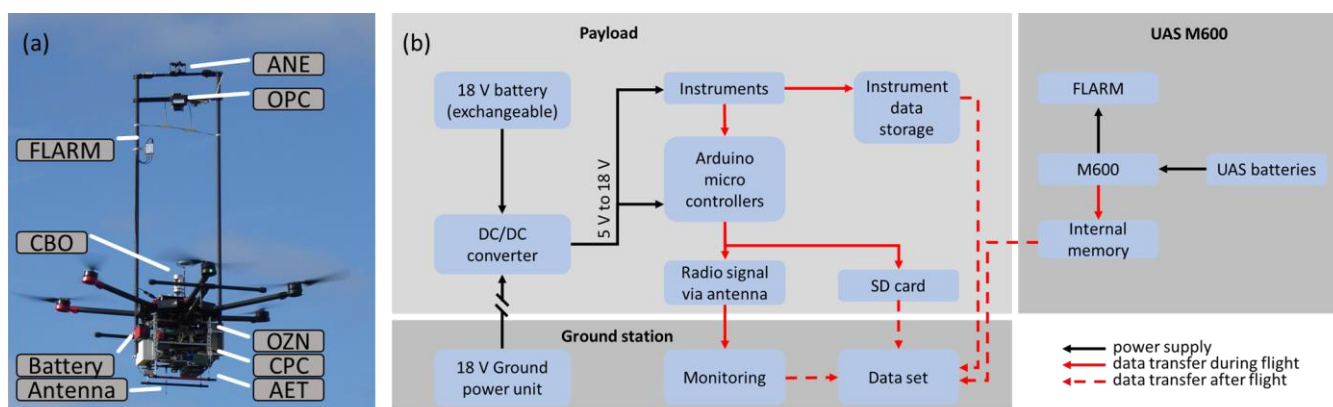 (a)
ANE
OPC
FLARM
CBO
OZN
Battery
CPC
Antenna
AET
(b)
Payload
18 V battery
(exchangeable)
Instruments
Instrument
data
storage
Arduino
micro
controllers
5 V to 18 V
DC/DC
converter
Radio signal
via antenna
SD card
Ground station
18 V Ground
power unit
Monitoring
Data set
UAS M600
FLARM
M600
UAS batteries
Internal
memory
power supply
data transfer during flight
data transfer after flight